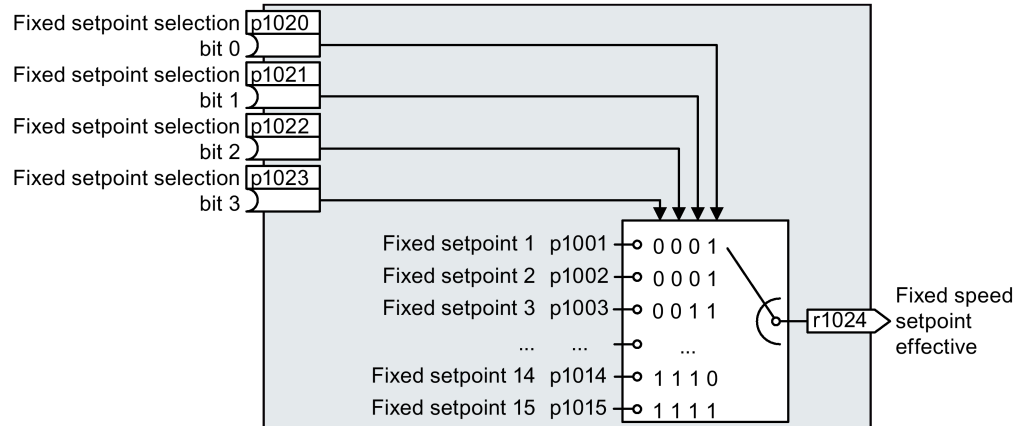 Fixed setpoint selection p1020
bit 0
Fixed setpoint selection p1021
bit 1
Fixed setpoint selection p1022
bit 2
Fixed setpoint selection p1023
bit 3
Fixed setpoint 1 p1001 0 0 0 1
Fixed setpoint 2 p1002 0 0 0 1
Fixed setpoint 3 p1003 0 0 1 1
... ... ...
Fixed setpoint 14 p1014 1 1 1 0
Fixed setpoint 15 p1015 1 1 1 1
r1024
Fixed speed
setpoint
effective